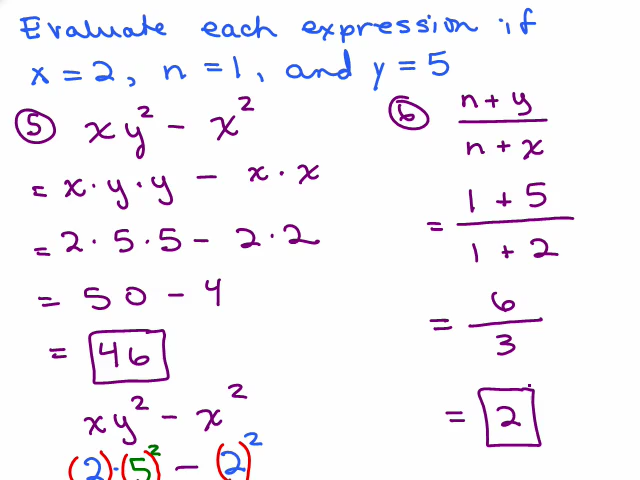 Evaluate each expression if
x = 2, n = 1, and y = 5
⑤ xy² - x²
= x · y · y - x · x
= 2 · 5 · 5 - 2 · 2
= 50 - 4
= 46
xy² - x²
(2)·(5)² - (2)²
⑥ n + y
n + x
= 1 + 5
1 + 2
= 6
3
= 2